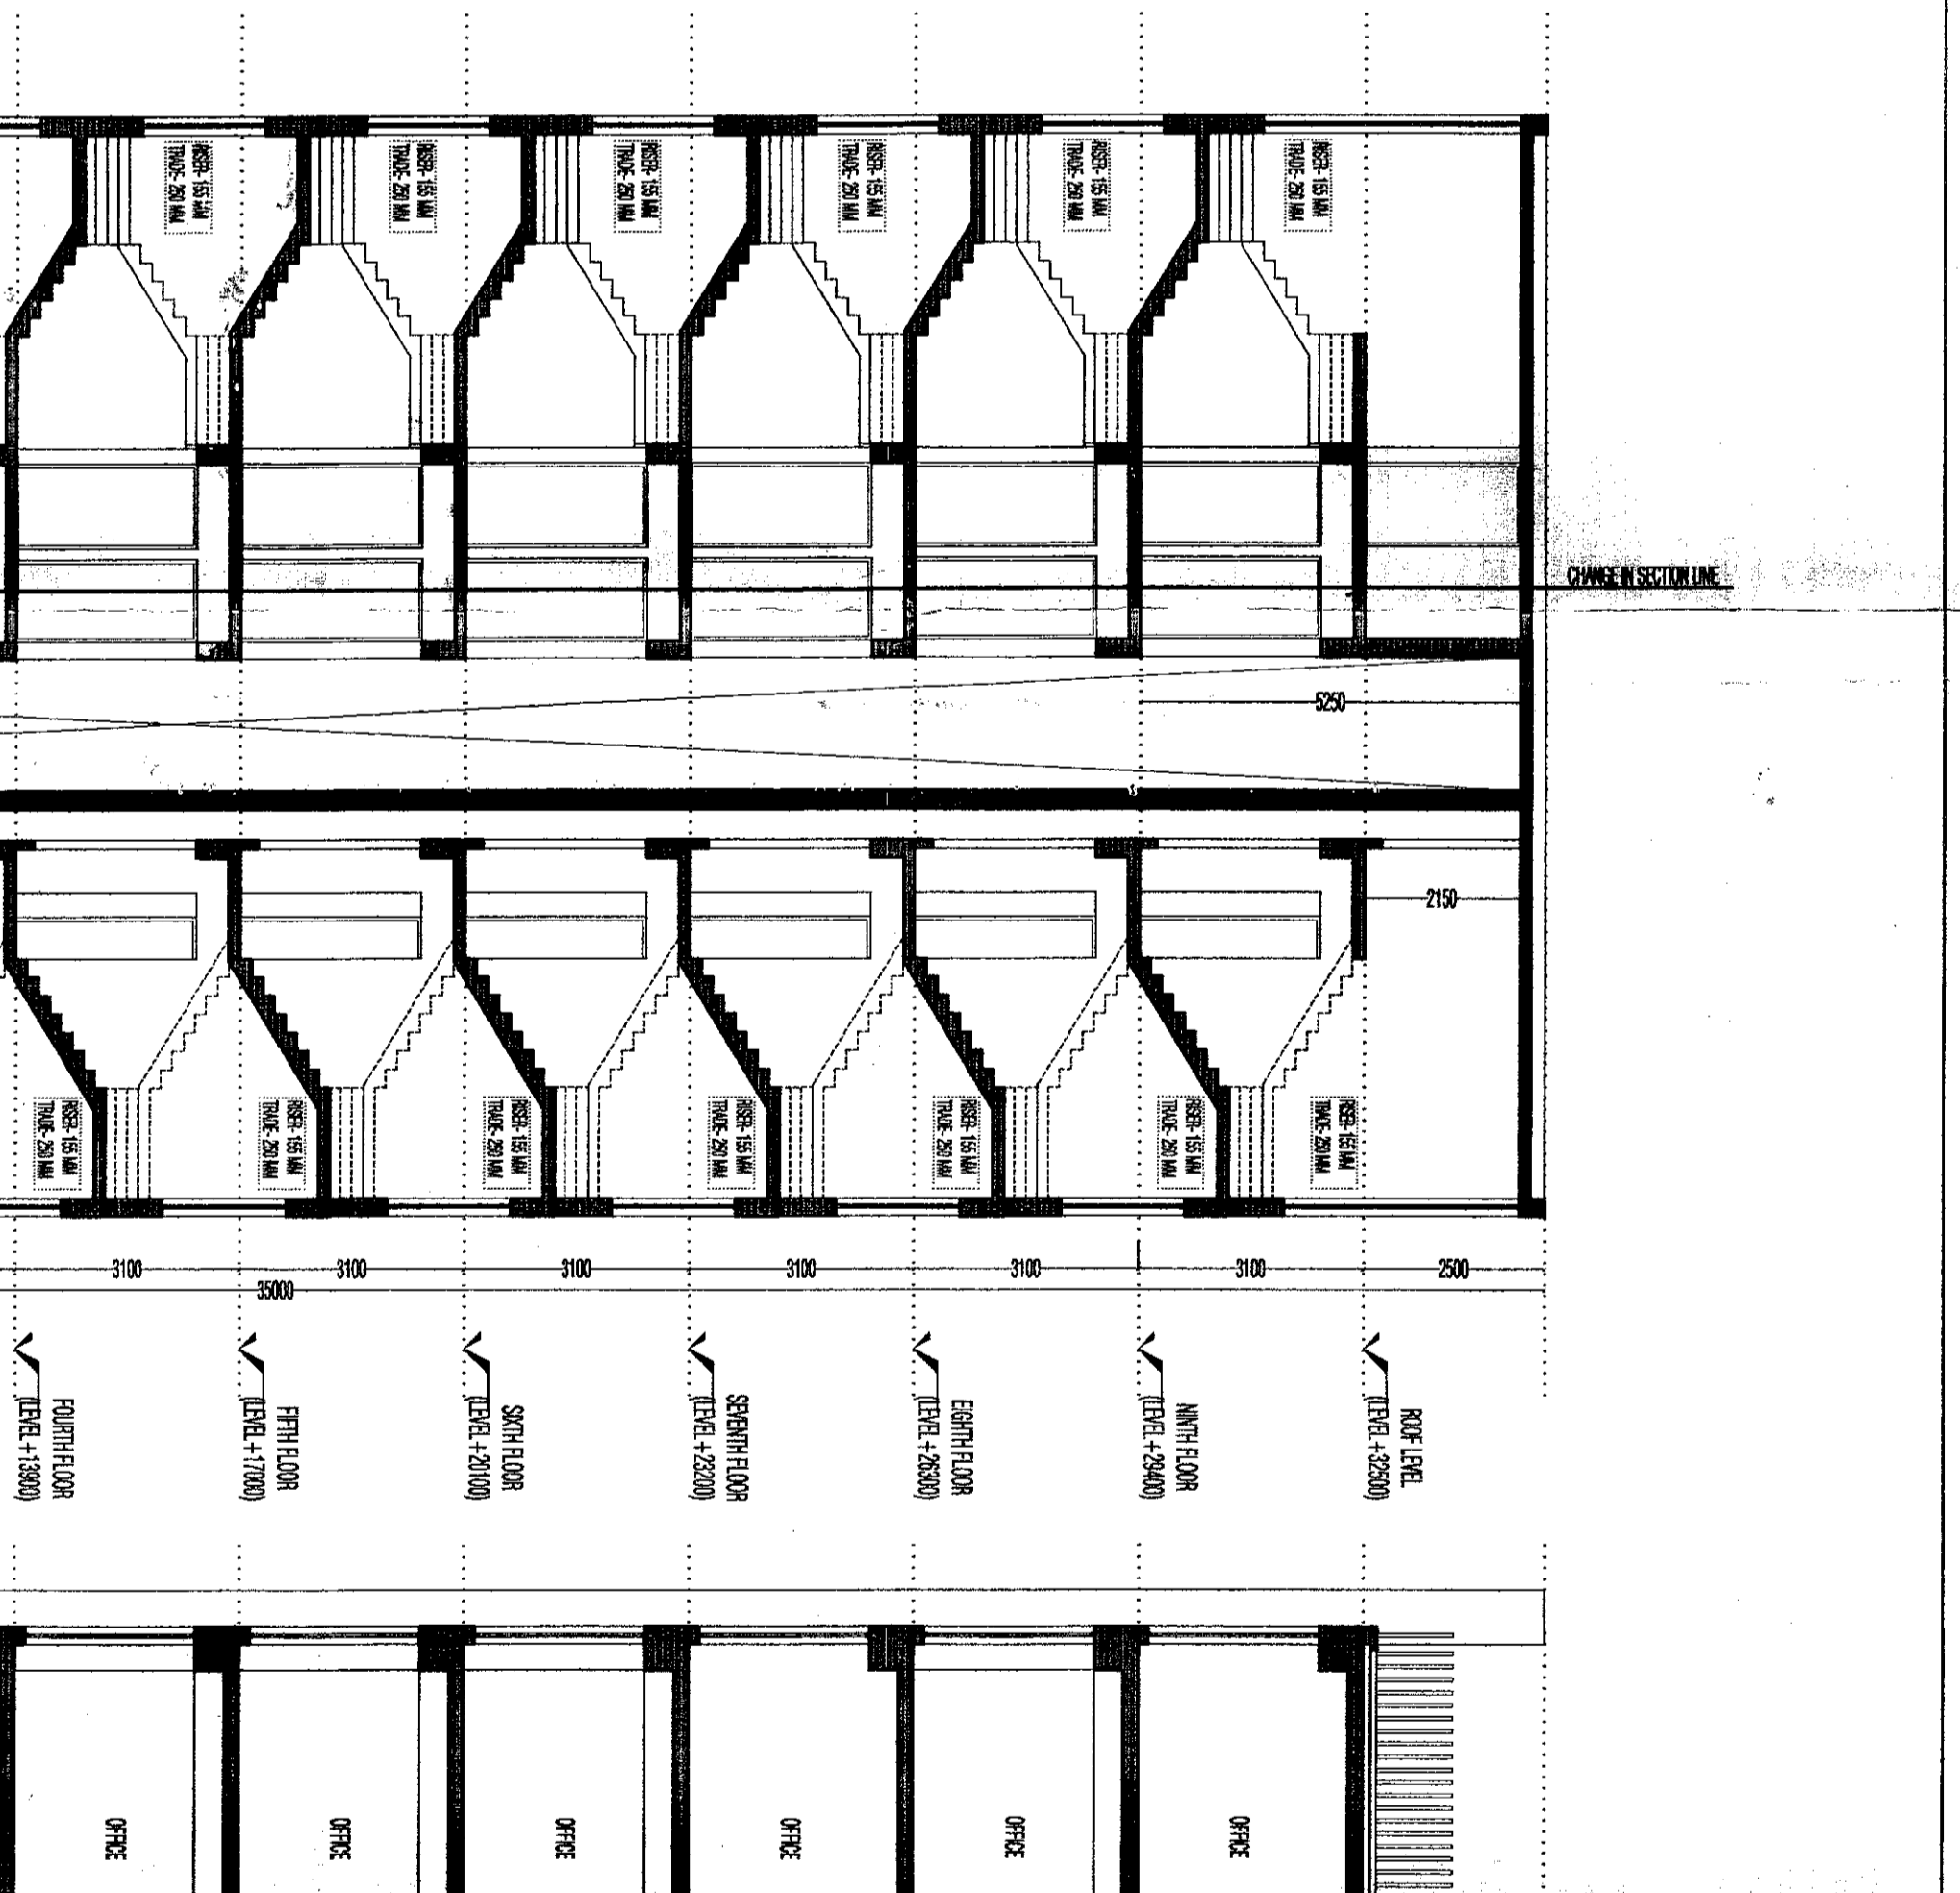 RISER- 155 MM
TRADE- 250 MM
RISER- 155 MM
TRADE- 250 MM
RISER- 155 MM
TRADE- 250 MM
RISER- 155 MM
TRADE- 250 MM
RISER- 155 MM
TRADE- 250 MM
RISER- 155 MM
TRADE- 250 MM
CHANGE IN SECTION LINE
5250
2150
RISER- 155 MM
TRADE- 250 MM
RISER- 155 MM
TRADE- 250 MM
RISER- 155 MM
TRADE- 250 MM
RISER- 155 MM
TRADE- 250 MM
RISER- 155 MM
TRADE- 250 MM
RISER- 155 MM
TRADE- 250 MM
RISER- 155 MM
TRADE- 250 MM
3100
3100
3100
3100
3100
3100
2500
35000
FOURTH FLOOR
(LEVEL +13900)
FIFTH FLOOR
(LEVEL +17000)
SIXTH FLOOR
(LEVEL +20100)
SEVENTH FLOOR
(LEVEL +23200)
EIGHTH FLOOR
(LEVEL +26300)
NINTH FLOOR
(LEVEL +29400)
ROOF LEVEL
(LEVEL +32500)
OFFICE
OFFICE
OFFICE
OFFICE
OFFICE
OFFICE